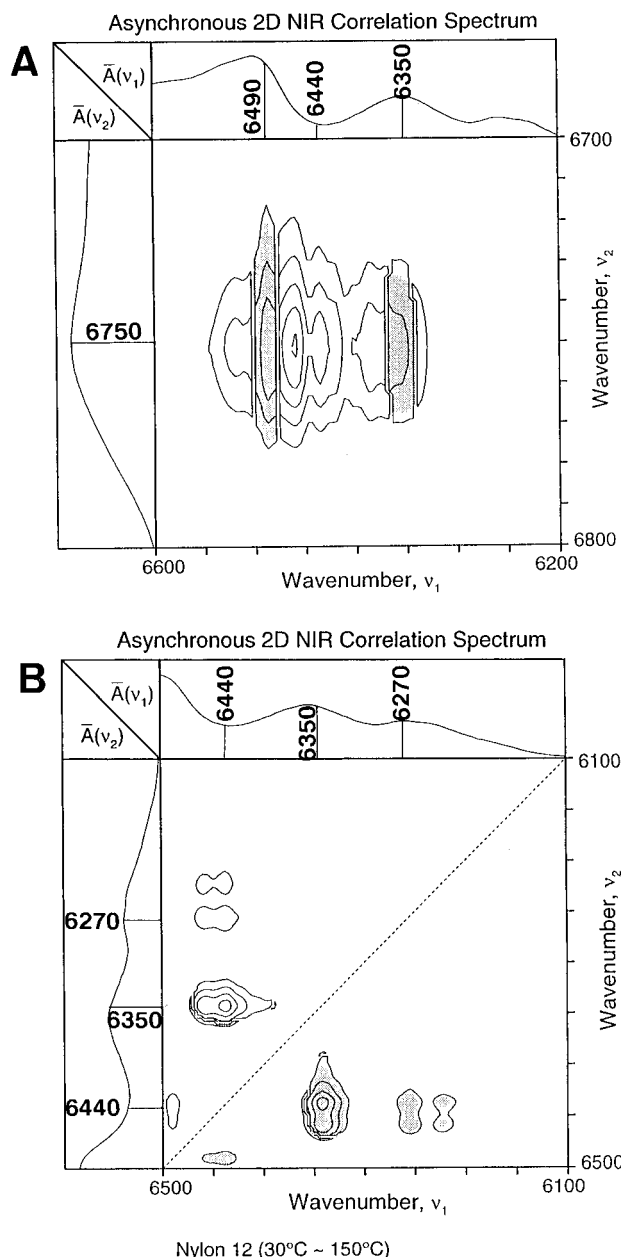 Asynchronous 2D NIR Correlation Spectrum
A
A̅(ν₁)
A̅(ν₂)
6490
6440
6350
6700
6750
Wavenumber, ν₂
6800
6600
6200
Wavenumber, ν₁
Asynchronous 2D NIR Correlation Spectrum
B
A̅(ν₁)
A̅(ν₂)
6440
6350
6270
6100
6270
6350
6440
Wavenumber, ν₂
6500
6500
6100
Wavenumber, ν₁
Nylon 12 (30°C ~ 150°C)